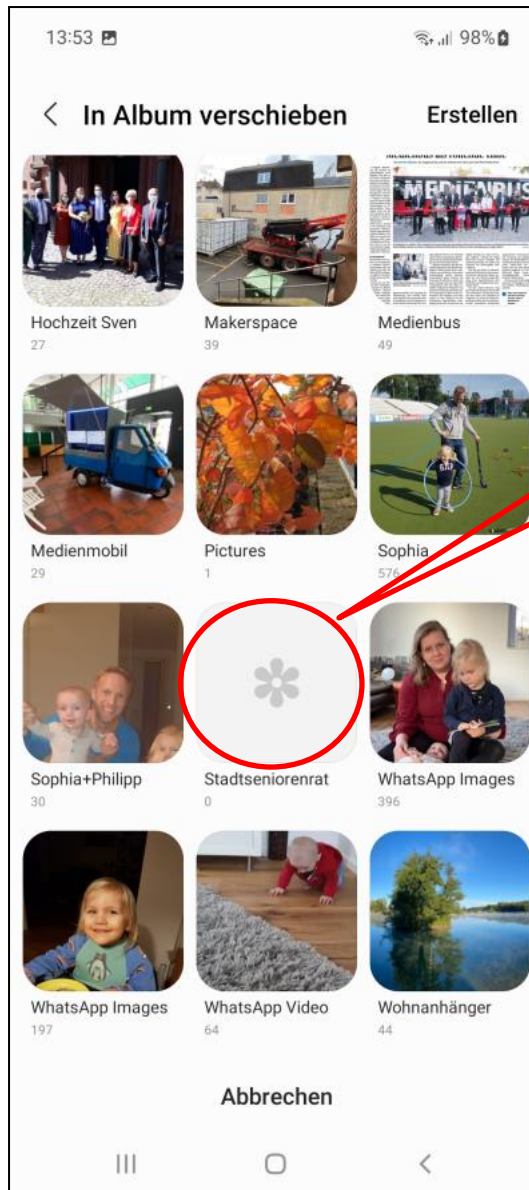 13:53 98%
In Album verschieben Erstellen
MEDIENBUS
Hochzeit Sven Makerspace Medienbus
27 39 49
Medienmobil Pictures Sophia
29 1 576
Sophia+Philipp Stadtseniorenrat WhatsApp Images
30 0 396
WhatsApp Images WhatsApp Video Wohnanhänger
197 64 44
Abbrechen